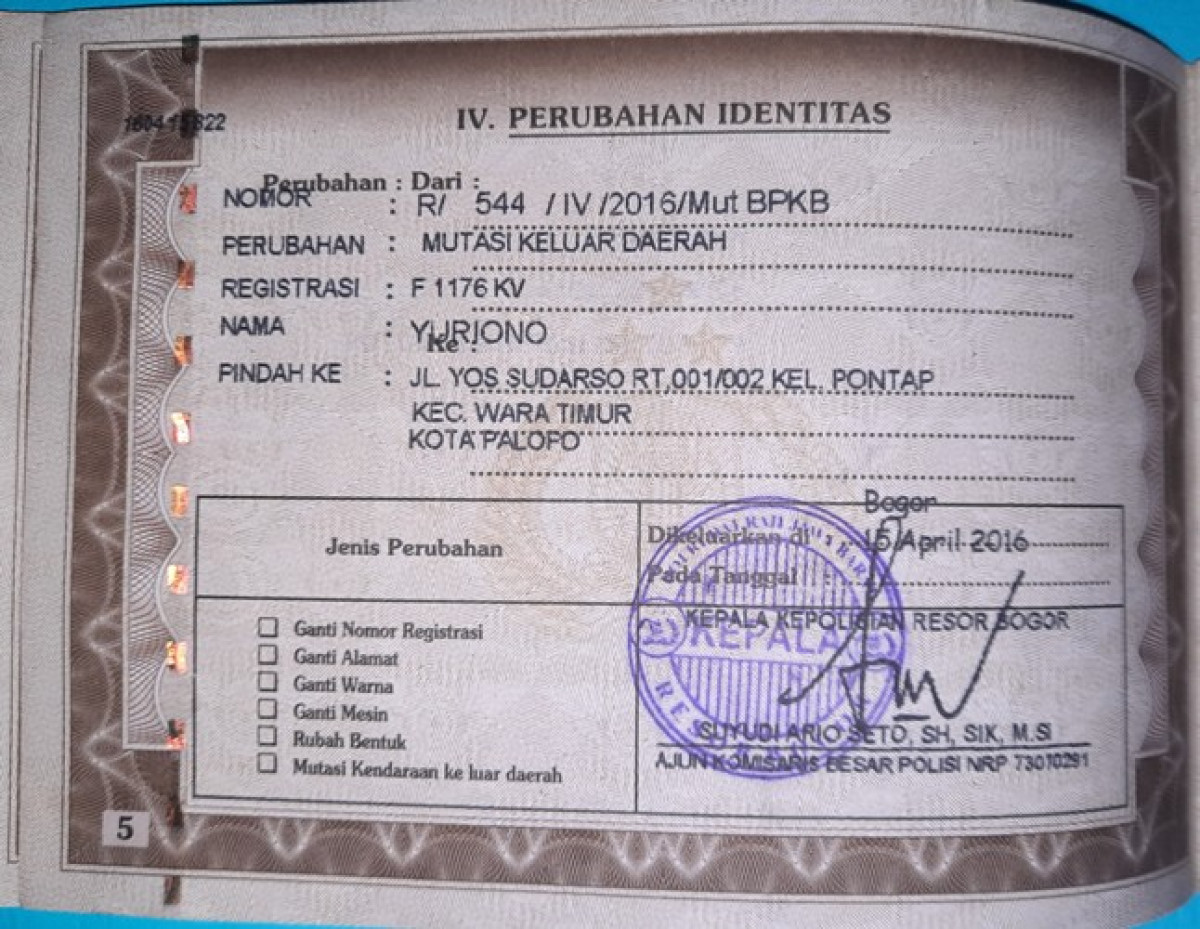 IV. PERUBAHAN IDENTITAS
Perubahan : Dari :
NOMOR : R/ 544 / IV /2016/Mut BPKB
PERUBAHAN : MUTASI KELUAR DAERAH
REGISTRASI : F 1176 KV
NAMA : YURIONO
Ke :
PINDAH KE : JL. YOS SUDARSO RT,001/002 KEL. PONTAP
KEC. WARA TIMUR
KOTA PALOPO
Jenis Perubahan
Bogor
Dikeluarkan di : 15 April 2016
Pada Tanggal :
KEPALA KEPOLISIAN RESOR BOGOR
KEPALA
Ganti Nomor Registrasi
Ganti Alamat
Ganti Warna
Ganti Mesin
Rubah Bentuk
Mutasi Kendaraan ke luar daerah
SUYUDI ARIO SETO, SH, SIK, M.SI
AJUN KOMISARIS BESAR POLISI NRP 73010291
5